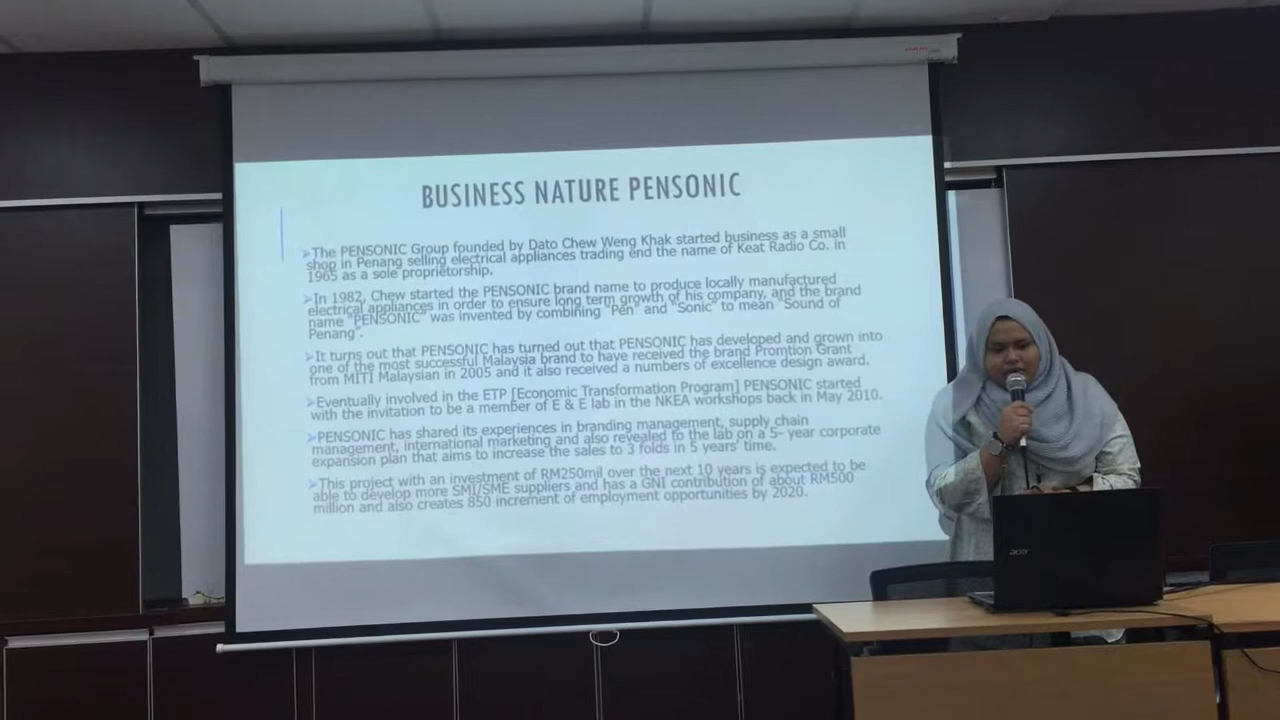 BUSINESS NATURE PENSONIC
➤The PENSONIC Group founded by Dato Chew Weng Khak started business as a small
shop in Penang selling electrical appliances trading end the name of Keat Radio Co. in
1965 as a sole proprietorship.
➤In 1982, Chew started the PENSONIC brand name to produce locally manufactured
electrical appliances in order to ensure long term growth of his company, and the brand
name "PENSONIC" was invented by combining "Pen" and "Sonic" to mean "Sound of
Penang".
➤It turns out that PENSONIC has turned out that PENSONIC has developed and grown into
one of the most successful Malaysia brand to have received the brand Promtion Grant
from MITI Malaysian in 2005 and it also received a numbers of excellence design award.
➤Eventually involved in the ETP [Economic Transformation Program] PENSONIC started
with the invitation to be a member of E & E lab in the NKEA workshops back in May 2010.
➤PENSONIC has shared its experiences in branding management, supply chain
management, international marketing and also revealed to the lab on a 5- year corporate
expansion plan that aims to increase the sales to 3 folds in 5 years' time.
➤This project with an investment of RM250mil over the next 10 years is expected to be
able to develop more SMI/SME suppliers and has a GNI contribution of about RM500
million and also creates 850 increment of employment opportunities by 2020.
acer